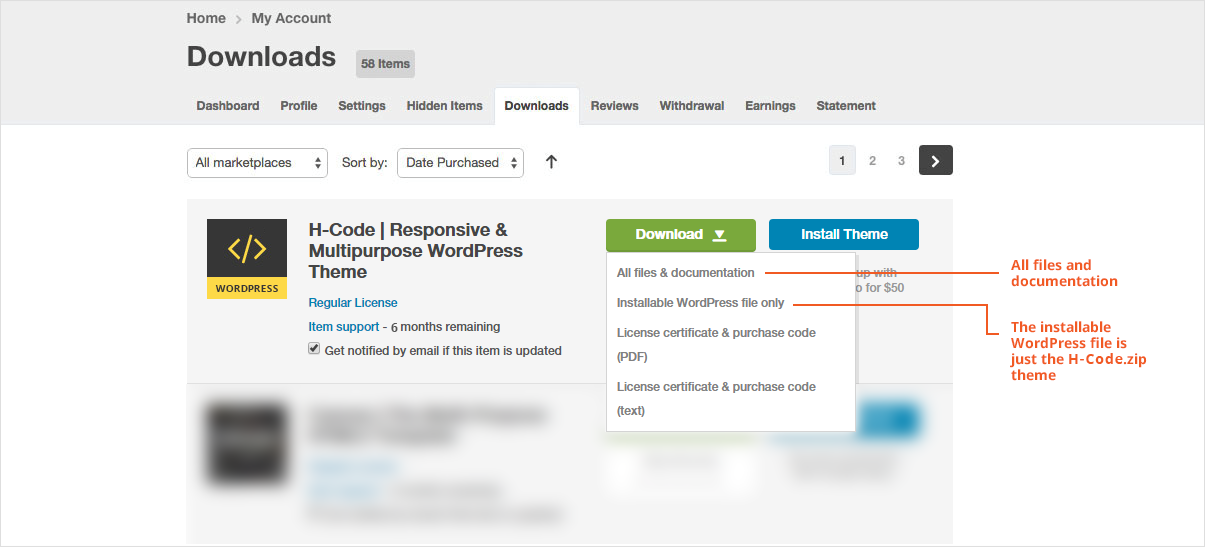 Home > My Account
Downloads 58 Items
Dashboard Profile Settings Hidden Items Downloads Reviews Withdrawal Earnings Statement
All marketplaces Sort by: Date Purchased 1 2 3
H-Code | Responsive &
Multipurpose WordPress
Theme
WORDPRESS
Regular License
Item support - 6 months remaining
Get notified by email if this item is updated
Download Install Theme
All files & documentation
Installable WordPress file only
License certificate & purchase code
(PDF)
License certificate & purchase code
(text)
up with
o for $50
All files and
documentation
The installable
WordPress file is
just the H-Code.zip
theme